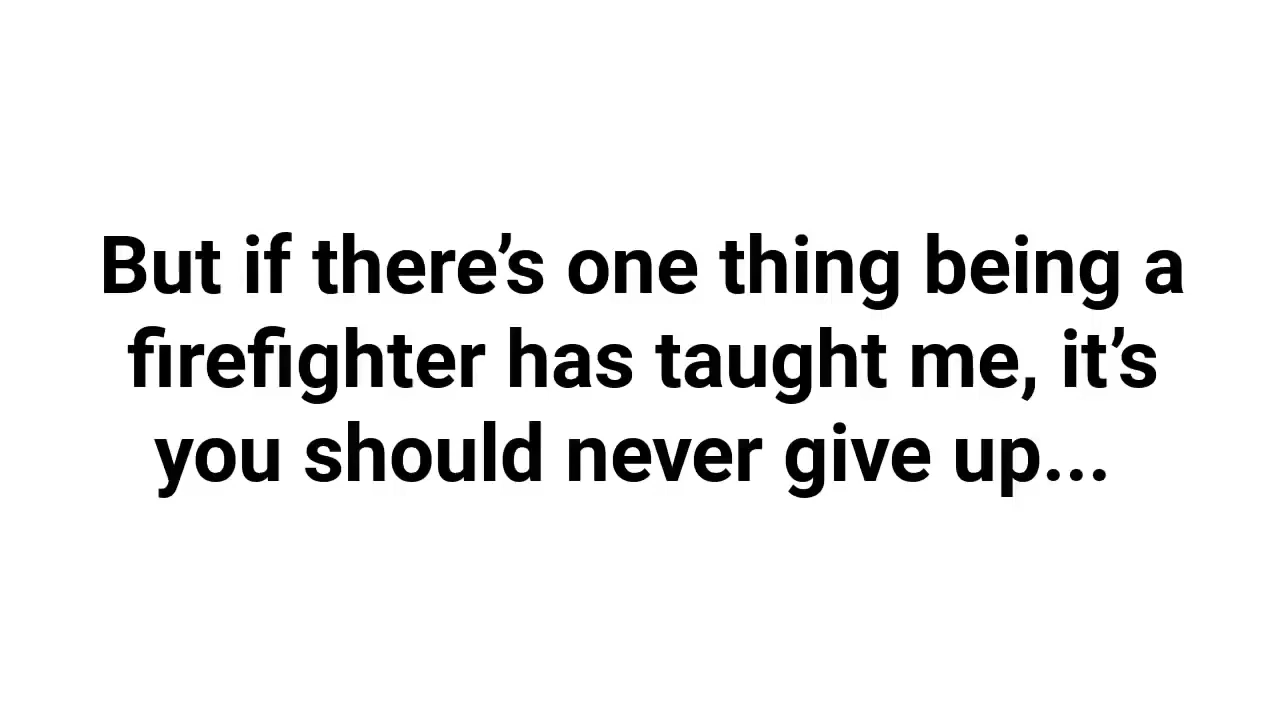 But if there’s one thing being a
firefighter has taught me, it’s
you should never give up...